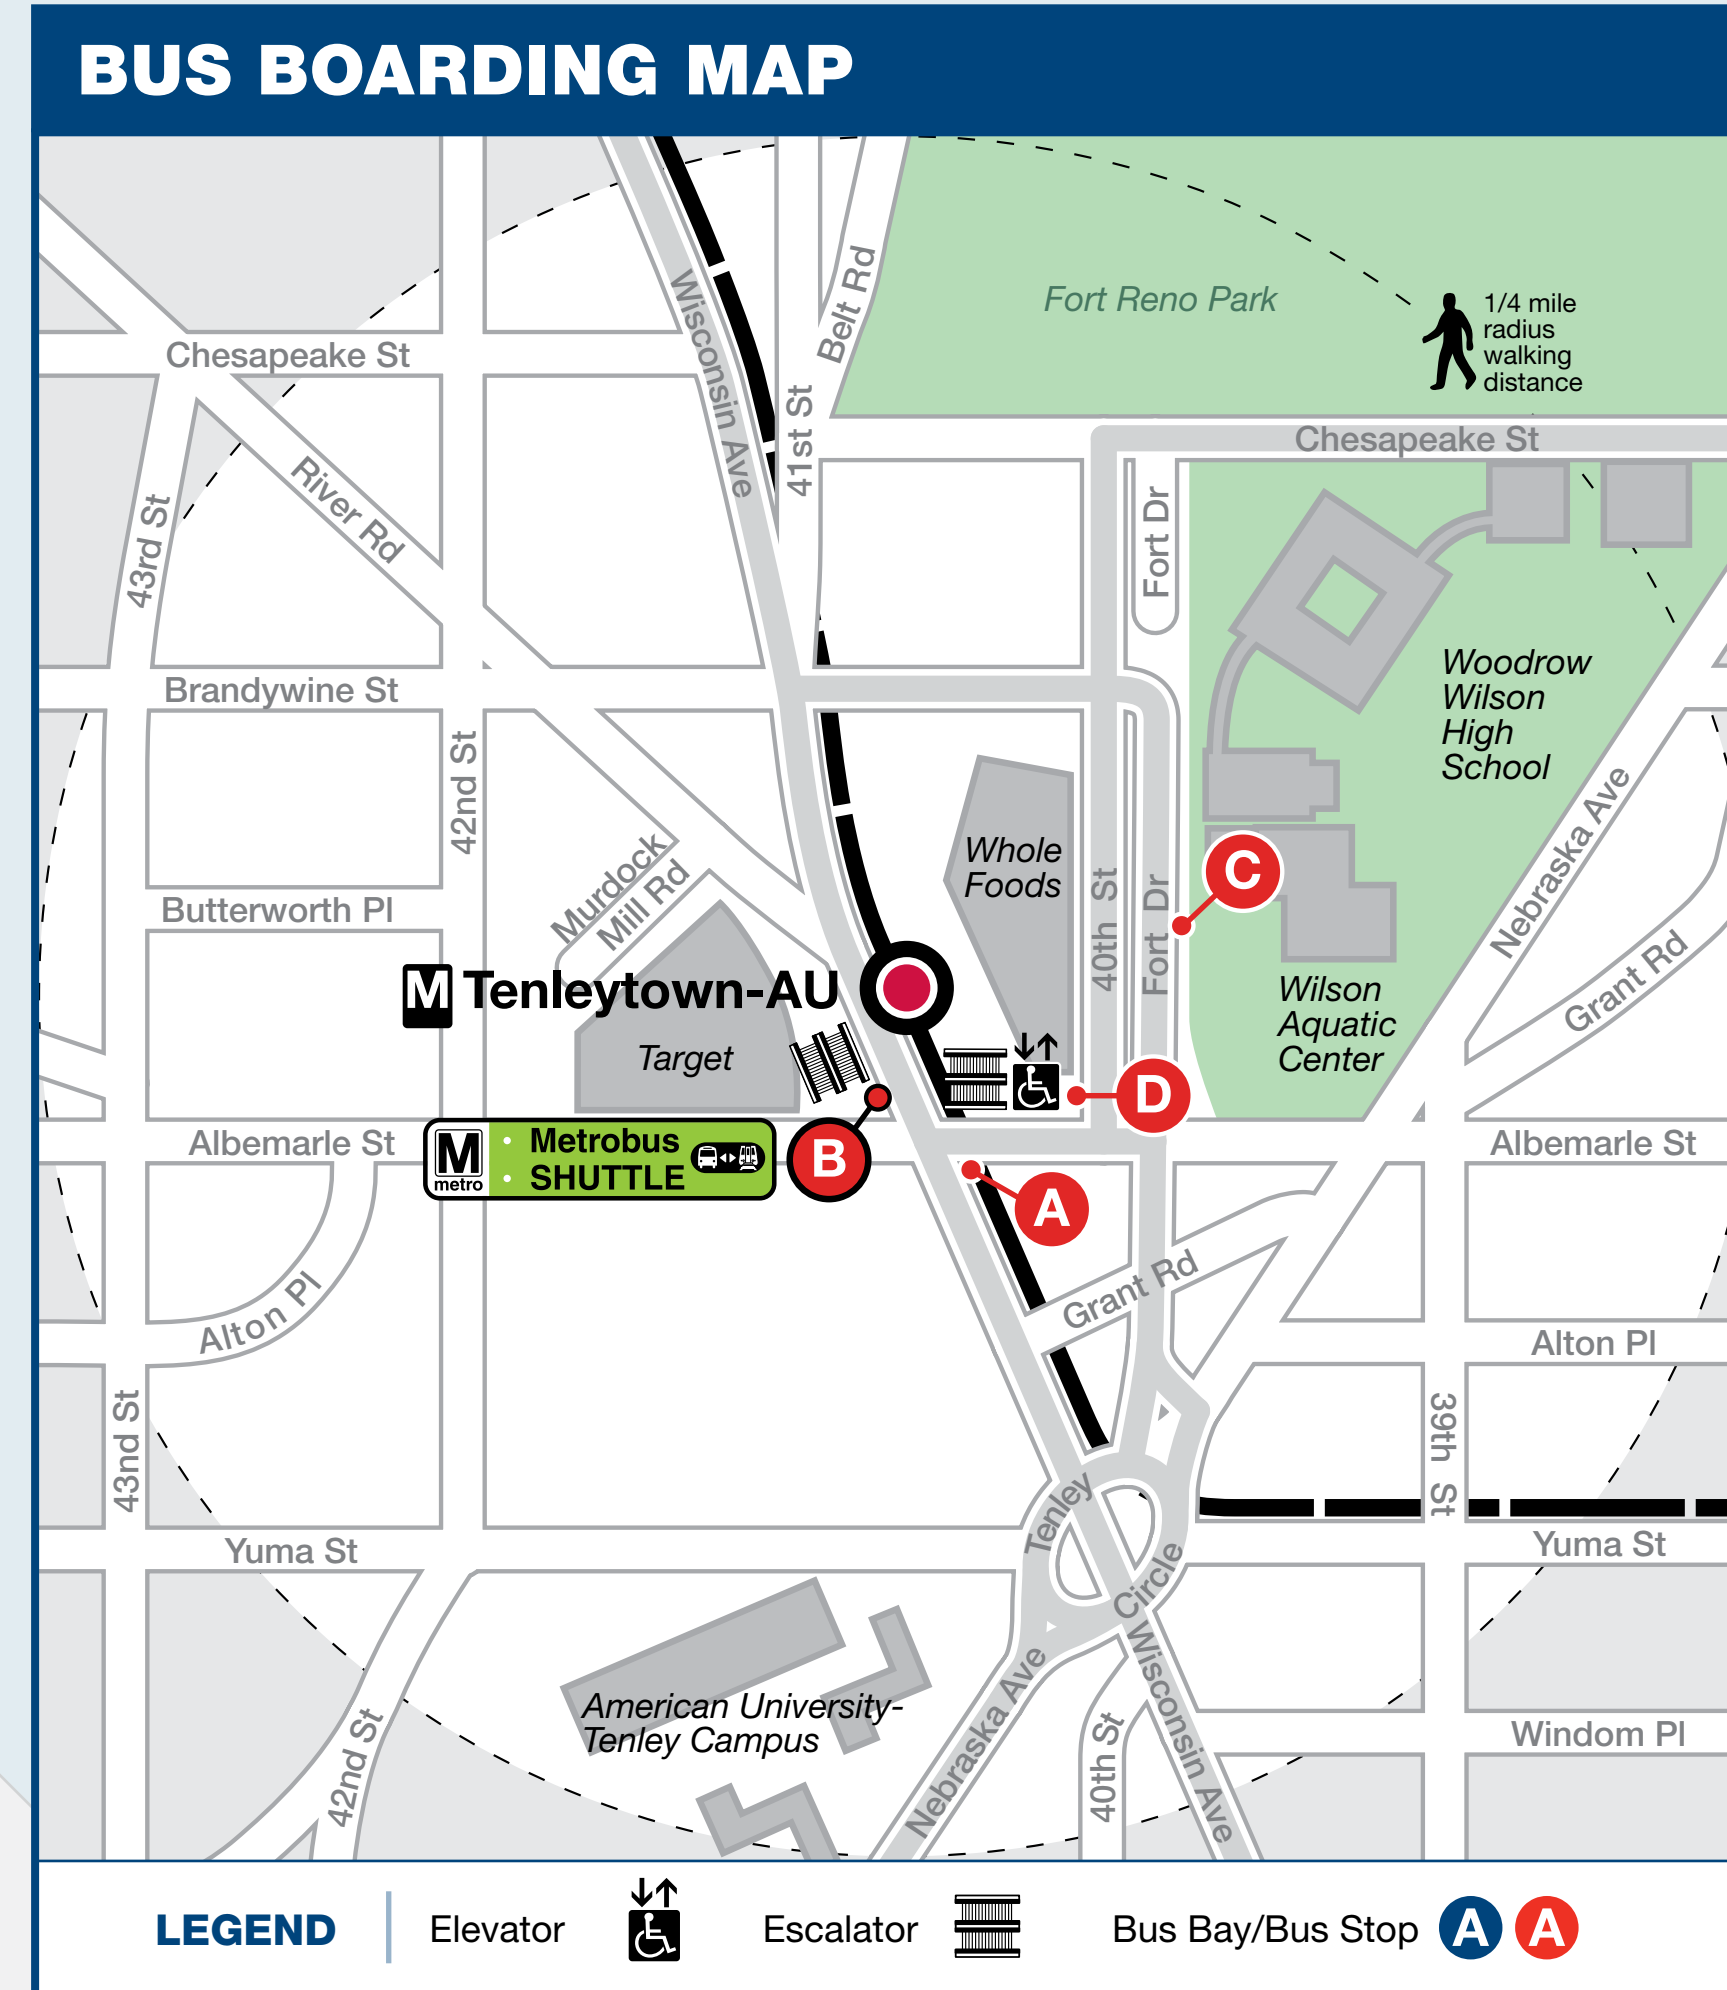 BUS BOARDING MAP
Wisconsin Ave
Belt Rd
41st St
Fort Reno Park
1/4 mile
radius
walking
distance
Chesapeake St
Chesapeake St
43rd St
River Rd
Fort Dr
Woodrow
Wilson
High
School
Brandywine St
42nd St
Nebraska Ave
Murdock
Mill Rd
Whole
Foods
40th St
Fort Dr
C
Butterworth Pl
Grant Rd
M Tenleytown-AU
Wilson
Aquatic
Center
Target
D
Albemarle St
M
metro
· Metrobus
· SHUTTLE
B
Albemarle St
A
Grant Rd
Alton Pl
Alton Pl
43nd St
39th St
Tenley
Circle
Yuma St
Yuma St
American University-
Tenley Campus
Nebraska Ave
Wisconsin Ave
42nd St
40th St
Windom Pl
LEGEND
Elevator
Escalator
Bus Bay/Bus Stop A A